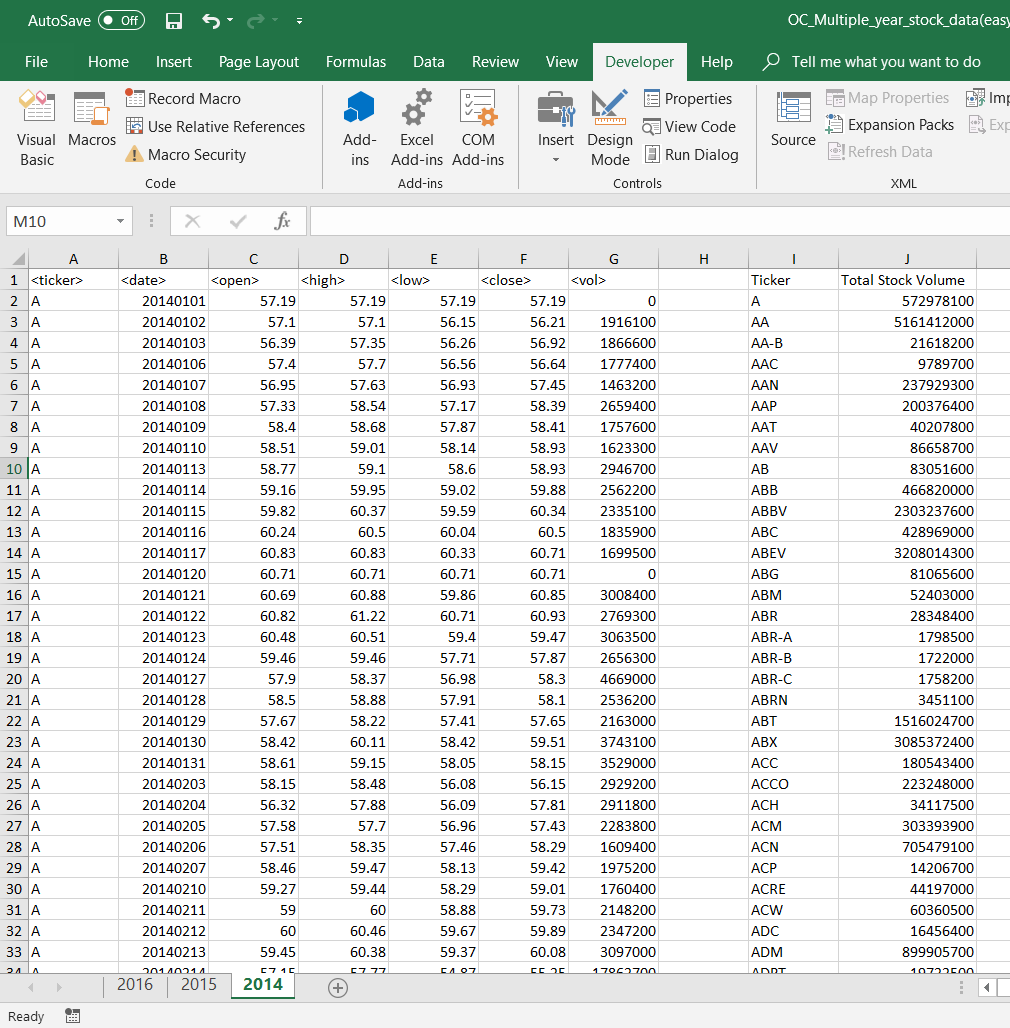 AutoSave Off OC_Multiple_year_stock_data(easy
File Home Insert Page Layout Formulas Data Review View Developer Help Tell me what you want to do
Visual Basic
Macros
Record Macro
Use Relative References
Macro Security
Code
Add-ins
Excel Add-ins
COM Add-ins
Add-ins
Insert
Design Mode
Properties
View Code
Run Dialog
Controls
Source
Map Properties
Expansion Packs
Refresh Data
Imp
Exp
XML
M10 fx
A B C D E F G H I J
1 <ticker> <date> <open> <high> <low> <close> <vol> Ticker Total Stock Volume
2 A 20140101 57.19 57.19 57.19 57.19 0 A 572978100
3 A 20140102 57.1 57.1 56.15 56.21 1916100 AA 5161412000
4 A 20140103 56.39 57.35 56.26 56.92 1866600 AA-B 21618200
5 A 20140106 57.4 57.7 56.56 56.64 1777400 AAC 9789700
6 A 20140107 56.95 57.63 56.93 57.45 1463200 AAN 237929300
7 A 20140108 57.33 58.54 57.17 58.39 2659400 AAP 200376400
8 A 20140109 58.4 58.68 57.87 58.41 1757600 AAT 40207800
9 A 20140110 58.51 59.01 58.14 58.93 1623300 AAV 86658700
10 A 20140113 58.77 59.1 58.6 58.93 2946700 AB 83051600
11 A 20140114 59.16 59.95 59.02 59.88 2562200 ABB 466820000
12 A 20140115 59.82 60.37 59.59 60.34 2335100 ABBV 2303237600
13 A 20140116 60.24 60.5 60.04 60.5 1835900 ABC 428969000
14 A 20140117 60.83 60.83 60.33 60.71 1699500 ABEV 3208014300
15 A 20140120 60.71 60.71 60.71 60.71 0 ABG 81065600
16 A 20140121 60.69 60.88 59.86 60.85 3008400 ABM 52403000
17 A 20140122 60.82 61.22 60.71 60.93 2769300 ABR 28348400
18 A 20140123 60.48 60.51 59.4 59.47 3063500 ABR-A 1798500
19 A 20140124 59.46 59.46 57.71 57.87 2656300 ABR-B 1722000
20 A 20140127 57.9 58.37 56.98 58.3 4669000 ABR-C 1758200
21 A 20140128 58.5 58.88 57.91 58.1 2536200 ABRN 3451100
22 A 20140129 57.67 58.22 57.41 57.65 2163000 ABT 1516024700
23 A 20140130 58.42 60.11 58.42 59.51 3743100 ABX 3085372400
24 A 20140131 58.61 59.15 58.05 58.15 3529000 ACC 180543400
25 A 20140203 58.15 58.48 56.08 56.15 2929200 ACCO 223248000
26 A 20140204 56.32 57.88 56.09 57.81 2911800 ACH 34117500
27 A 20140205 57.58 57.7 56.96 57.43 2283800 ACM 303393900
28 A 20140206 57.51 58.35 57.46 58.29 1609400 ACN 705479100
29 A 20140207 58.46 59.47 58.13 59.42 1975200 ACP 14206700
30 A 20140210 59.27 59.44 58.29 59.01 1760400 ACRE 44197000
31 A 20140211 59 60 58.88 59.73 2148200 ACW 60360500
32 A 20140212 60 60.46 59.67 59.89 2347200 ADC 16456400
33 A 20140213 59.45 60.38 59.37 60.08 3097000 ADM 899905700
34 A 20140214
2016 2015 2014
Ready